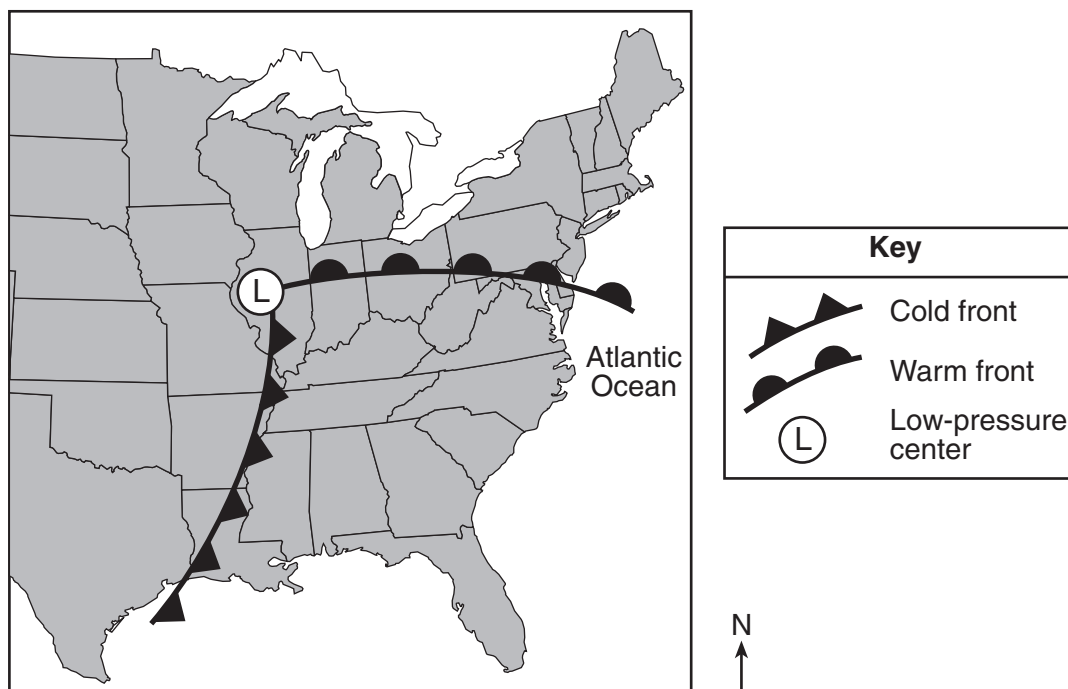 L
Atlantic
Ocean
Key
Cold front
Warm front
L
Low-pressure
center
N